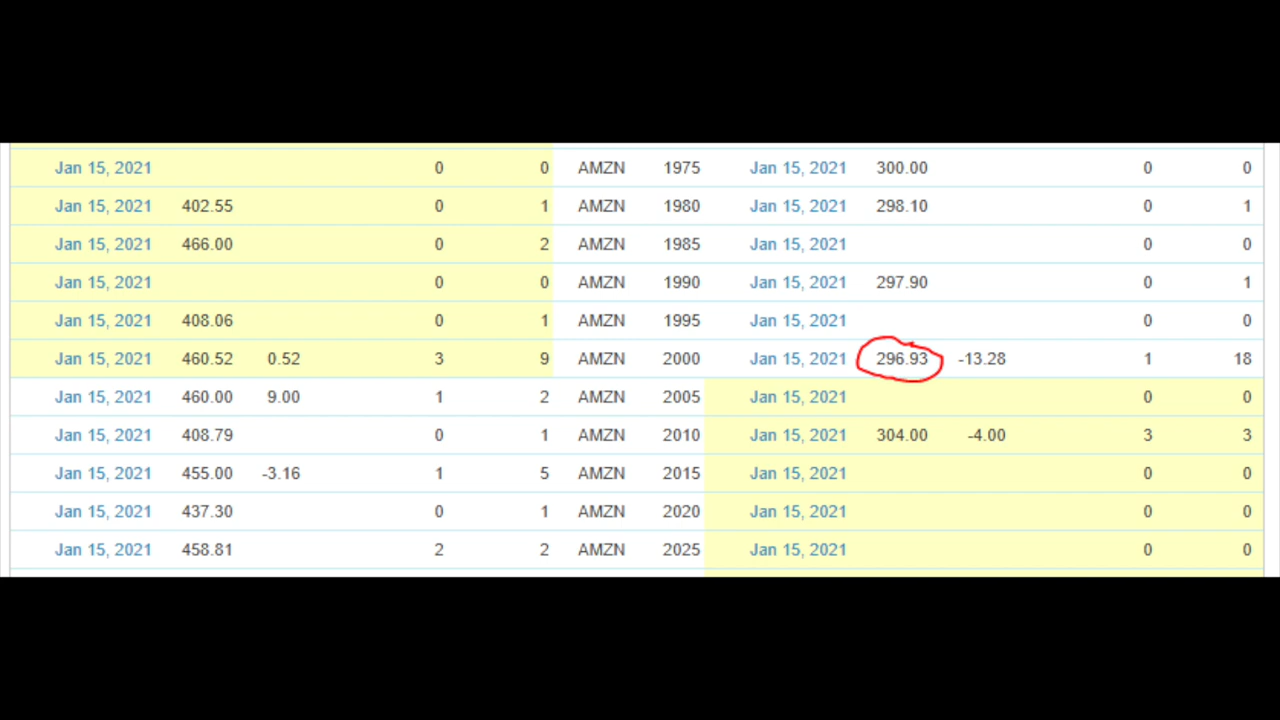 Jan 15, 2021 0 0 AMZN 1975 Jan 15, 2021 300.00 0 0
Jan 15, 2021 402.55 0 1 AMZN 1980 Jan 15, 2021 298.10 0 1
Jan 15, 2021 466.00 0 2 AMZN 1985 Jan 15, 2021 0 0
Jan 15, 2021 0 0 AMZN 1990 Jan 15, 2021 297.90 0 1
Jan 15, 2021 408.06 0 1 AMZN 1995 Jan 15, 2021 0 0
Jan 15, 2021 460.52 0.52 3 9 AMZN 2000 Jan 15, 2021 296.93 -13.28 1 18
Jan 15, 2021 460.00 9.00 1 2 AMZN 2005 Jan 15, 2021 0 0
Jan 15, 2021 408.79 0 1 AMZN 2010 Jan 15, 2021 304.00 -4.00 3 3
Jan 15, 2021 455.00 -3.16 1 5 AMZN 2015 Jan 15, 2021 0 0
Jan 15, 2021 437.30 0 1 AMZN 2020 Jan 15, 2021 0 0
Jan 15, 2021 458.81 2 2 AMZN 2025 Jan 15, 2021 0 0